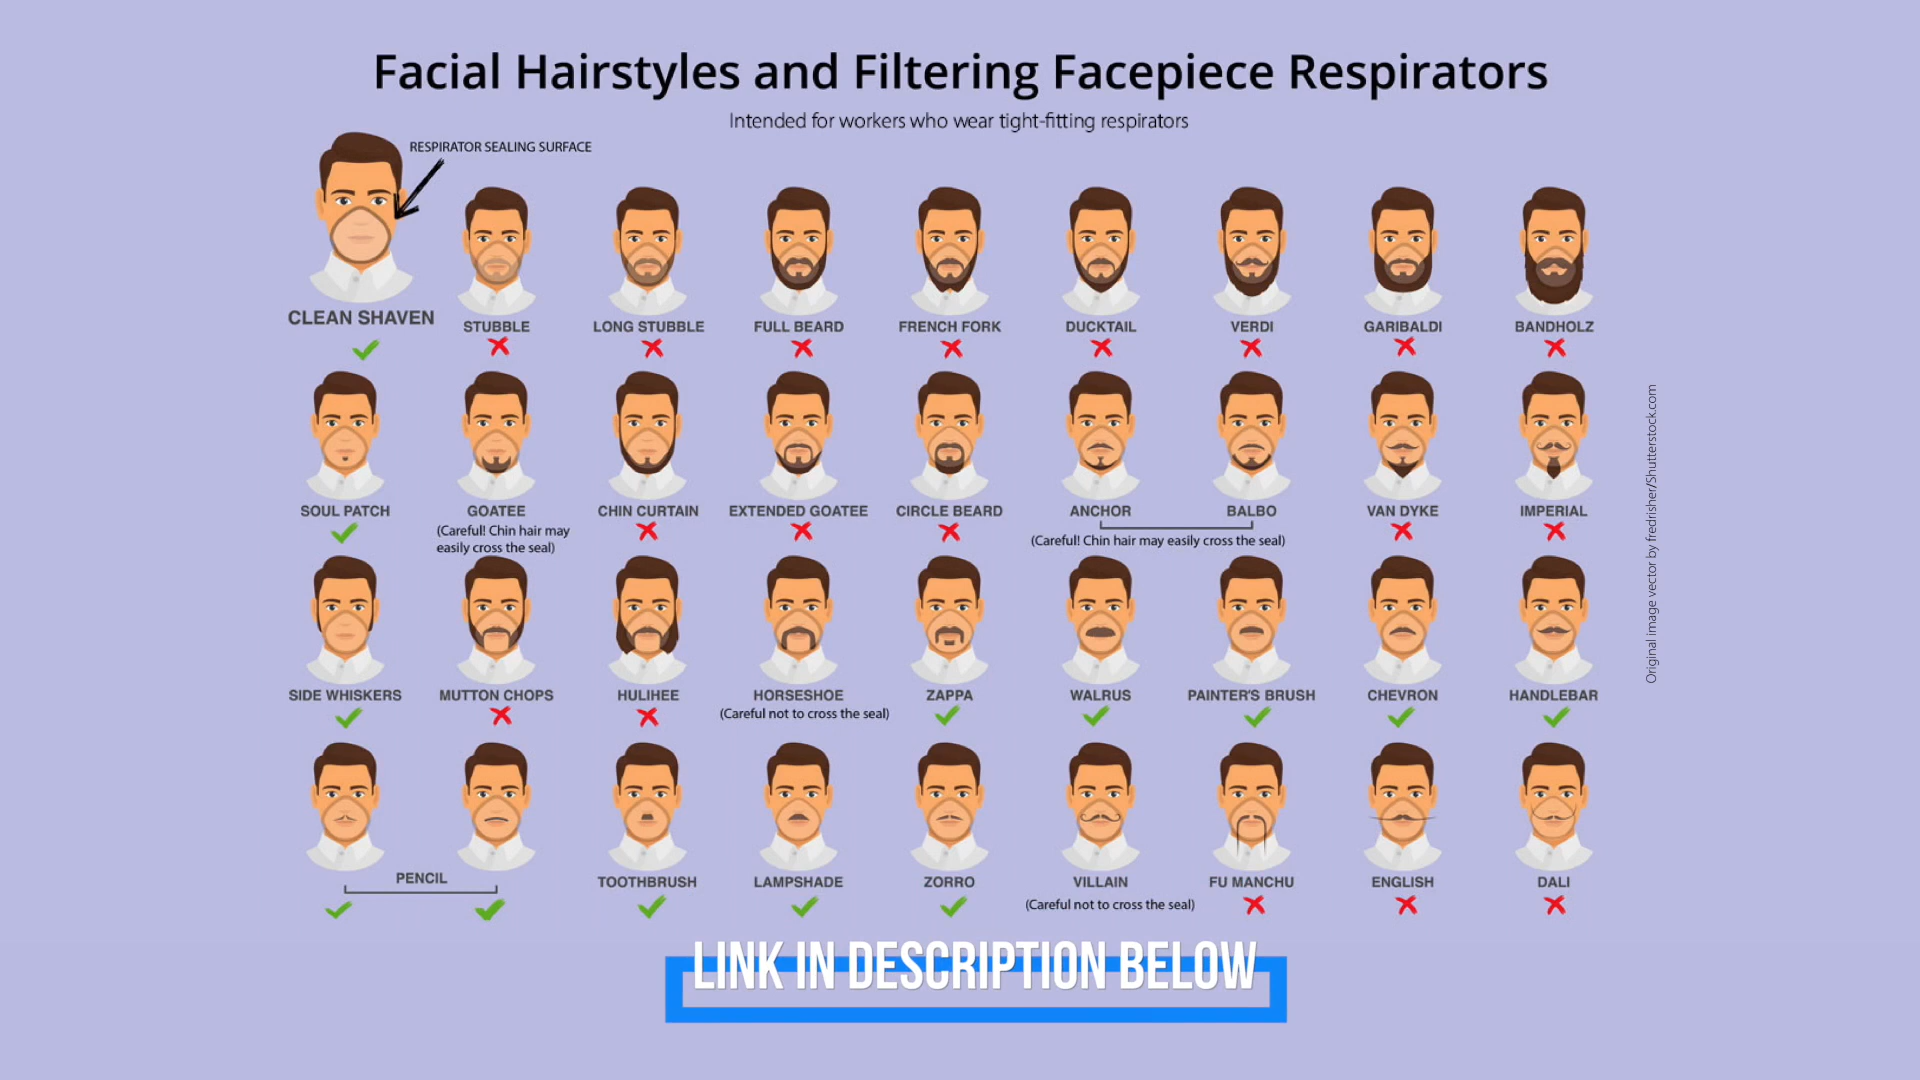 Facial Hairstyles and Filtering Facepiece Respirators
Intended for workers who wear tight-fitting respirators
RESPIRATOR SEALING SURFACE
CLEAN SHAVEN
STUBBLE
LONG STUBBLE
FULL BEARD
FRENCH FORK
DUCKTAIL
VERDI
GARIBALDI
BANDHOLZ
SOUL PATCH
GOATEE
(Careful! Chin hair may
easily cross the seal)
CHIN CURTAIN
EXTENDED GOATEE
CIRCLE BEARD
ANCHOR
BALBO
(Careful! Chin hair may easily cross the seal)
VAN DYKE
IMPERIAL
SIDE WHISKERS
MUTTON CHOPS
HULIHEE
HORSESHOE
(Careful not to cross the seal)
ZAPPA
WALRUS
PAINTER'S BRUSH
CHEVRON
HANDLEBAR
PENCIL
TOOTHBRUSH
LAMPSHADE
ZORRO
VILLAIN
(Careful not to cross the seal)
FU MANCHU
ENGLISH
DALI
Original image vector by fredrisher/Shutterstock.com
LINK IN DESCRIPTION BELOW